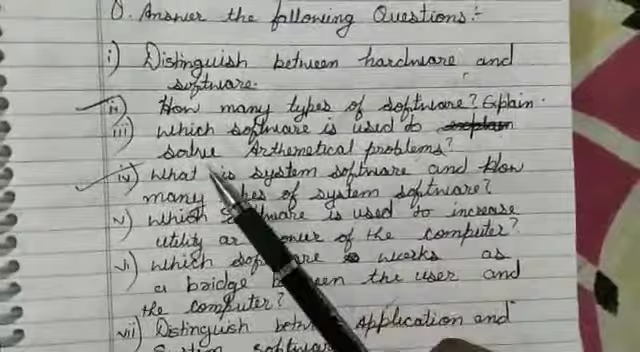 Q. Answer the following Questions:-
i) Distinguish between hardware and
software.
ii) How many types of software? Explain.
iii) Which software is used to
solve Arthemetical problems?
iv) What is system software and How
many of system software?
v) Which is used to increase
utility or of the computer?
vi) Which works as
a bridge the user and
the computer?
vii) Distinguish Application and
System software